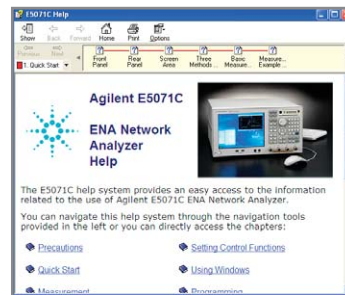 E5071C Help
Show Back Forward Home Print Options
Previous Next
1. Quick Start
Front Panel
Rear Panel
Screen Area
Three Methods ...
Basic Measure...
Measure... Example ...
Agilent E5071C
ENA Network
Analyzer
Help
The E5071C help system provides an easy access to the information
related to the use of Agilent E5071C ENA Network Analyzer.
You can navigate this help system through the navigation tools
provided in the left or you can directly access the chapters:
Precautions Setting Control Functions
Quick Start Using Windows
Measurement Programming